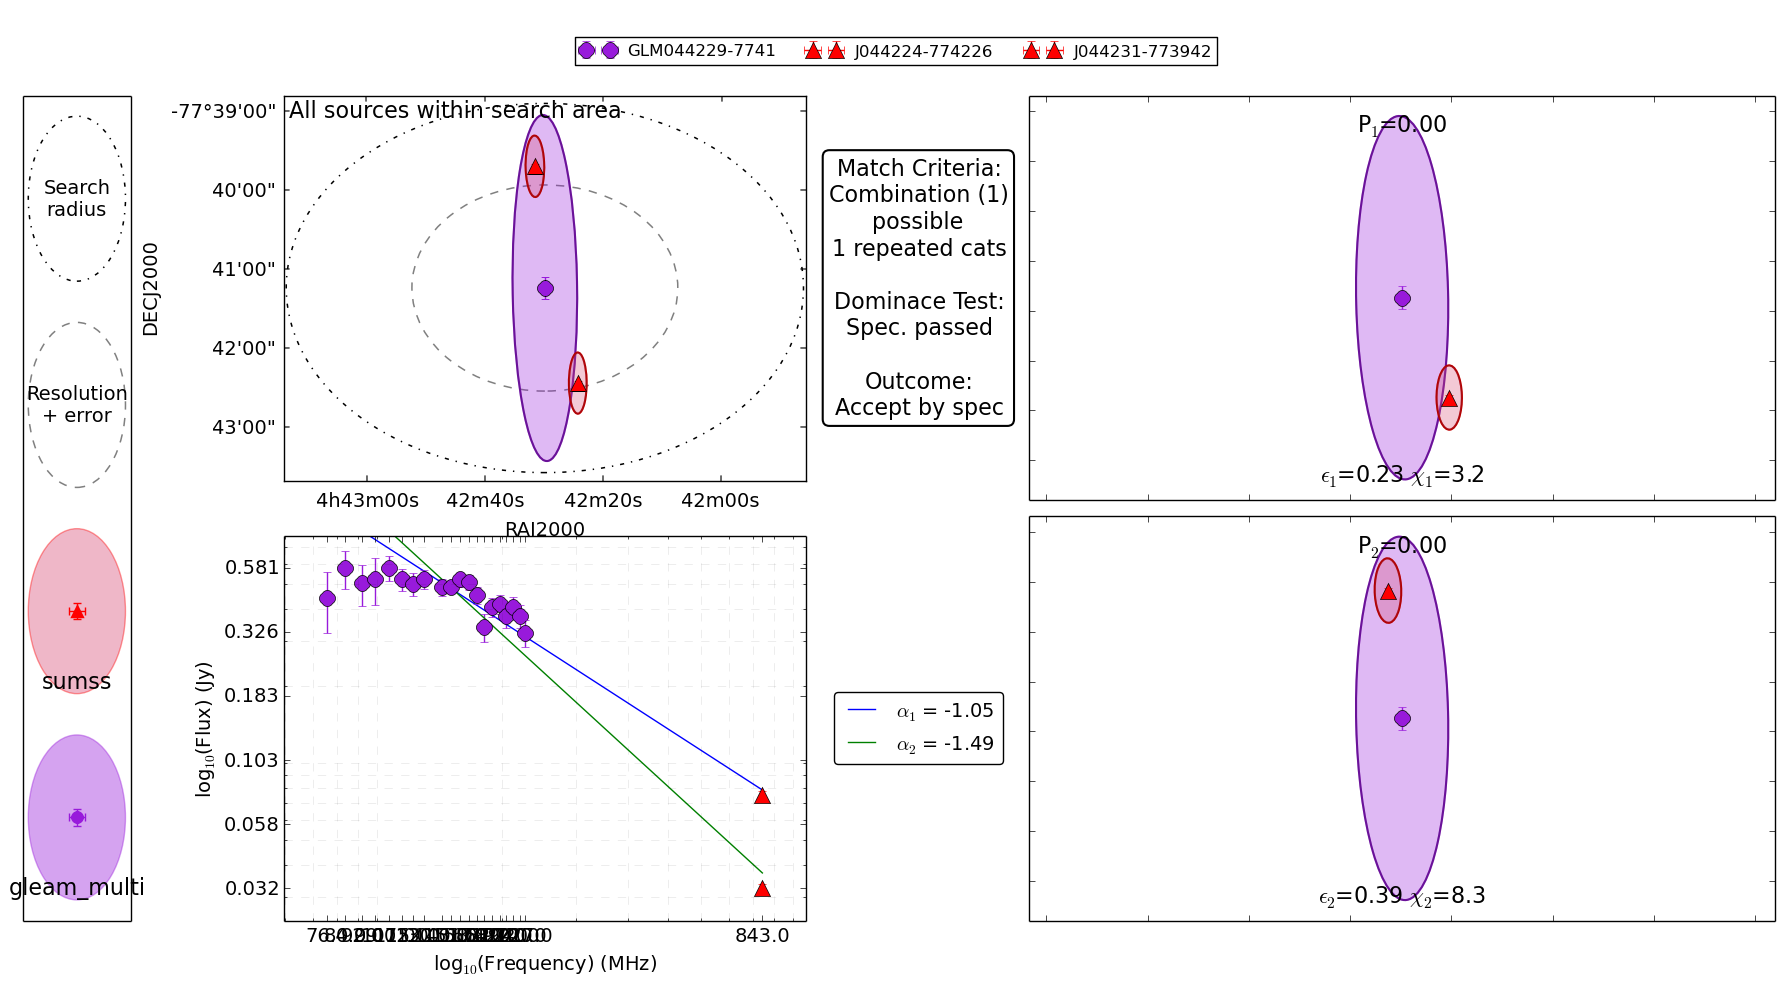 GLM044229-7741 J044224-774226 J044231-773942
Search
radius
Resolution
+ error
sumss
gleam_multi
All sources within search area
DECJ2000
-77°39'00"
40'00"
41'00"
42'00"
43'00"
4h43m00s 42m40s 42m20s 42m00s
RAJ2000
Match Criteria:
Combination (1)
possible
1 repeated cats
Dominace Test:
Spec. passed
Outcome:
Accept by spec
P₁=0.00
ϵ₁=0.23 χ₁=3.2
log₁₀(Flux) (Jy)
0.581
0.326
0.183
0.103
0.058
0.032
843.0
log₁₀(Frequency) (MHz)
α₁ = -1.05
α₂ = -1.49
P₂=0.00
ϵ₂=0.39 χ₂=8.3